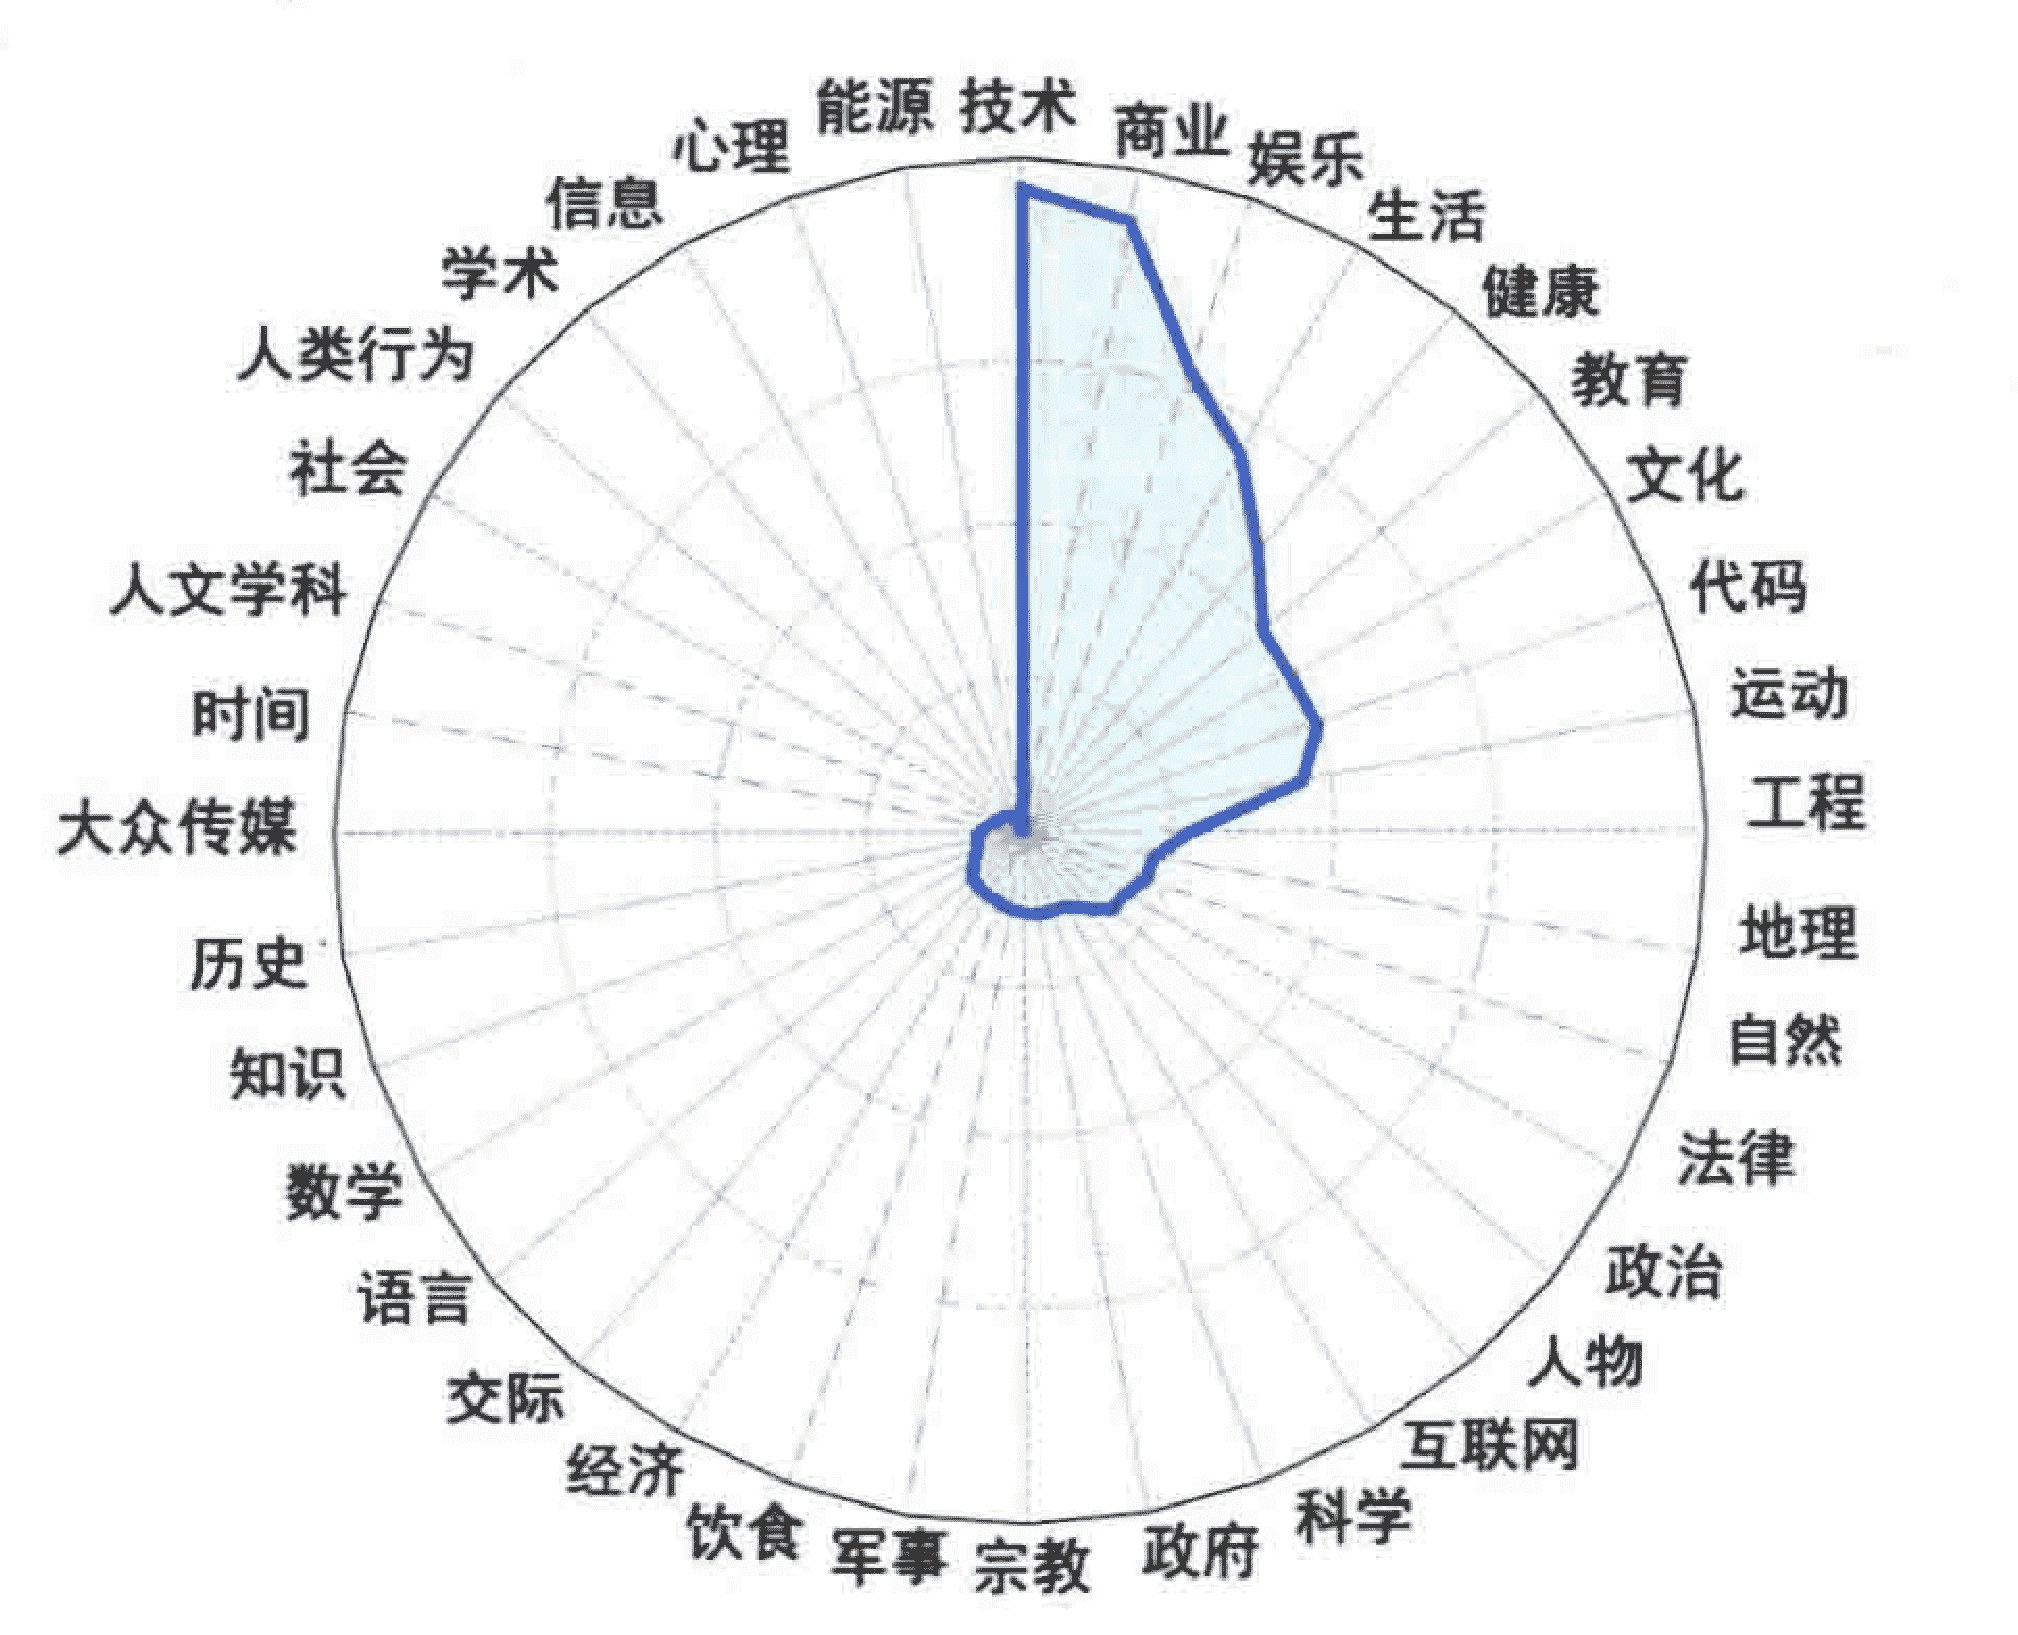 技术
商业
娱乐
生活
健康
教育
文化
代码
运动
工程
地理
自然
法律
政治
人物
互联网
科学
政府
宗教
军事
饮食
经济
交际
语言
数学
知识
历史
大众传媒
时间
人文学科
社会
人类行为
学术
信息
心理
能源